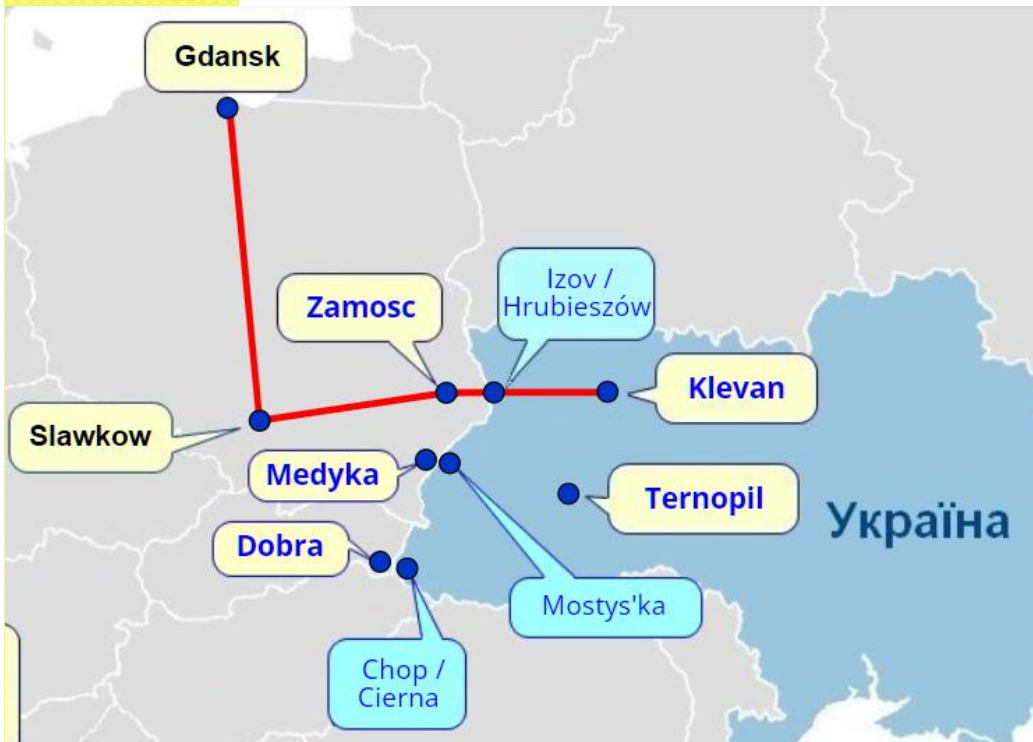 Gdansk
Izov /
Hrubieszów
Zamosc
Klevan
Slawkow
Medyka
Ternopil
Україна
Dobra
Mostys'ka
Chop /
Cierna